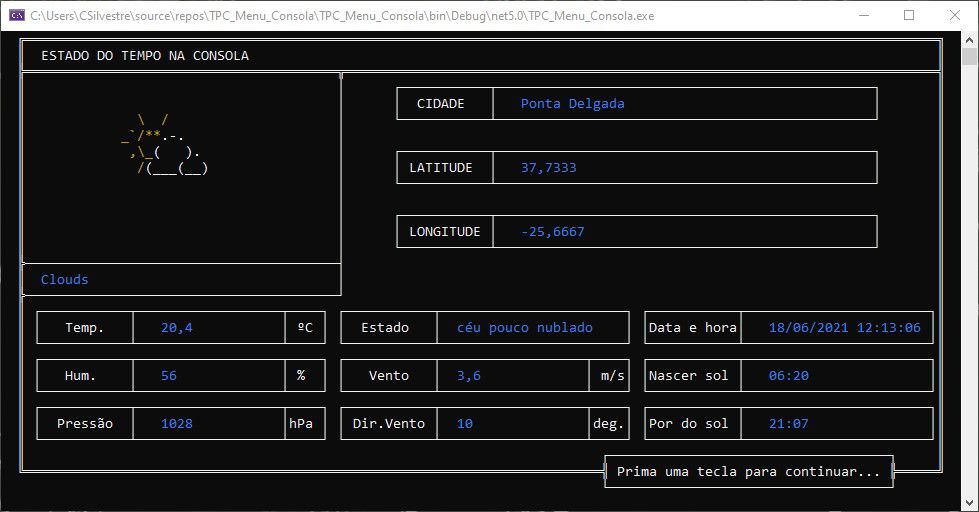 C:\Users\CSilvestre\source\repos\TPC_Menu_Consola\TPC_Menu_Consola\bin\Debug\net5.0\TPC_Menu_Consola.exe
ESTADO DO TEMPO NA CONSOLA
CIDADE Ponta Delgada
\  /
_`/**.-.
,\_(   ).
/(___(__)
LATITUDE 37,7333
LONGITUDE -25,6667
Clouds
Temp. 20,4 ºC Estado céu pouco nublado Data e hora 18/06/2021 12:13:06
Hum. 56 % Vento 3,6 m/s Nascer sol 06:20
Pressão 1028 hPa Dir.Vento 10 deg. Por do sol 21:07
Prima uma tecla para continuar...